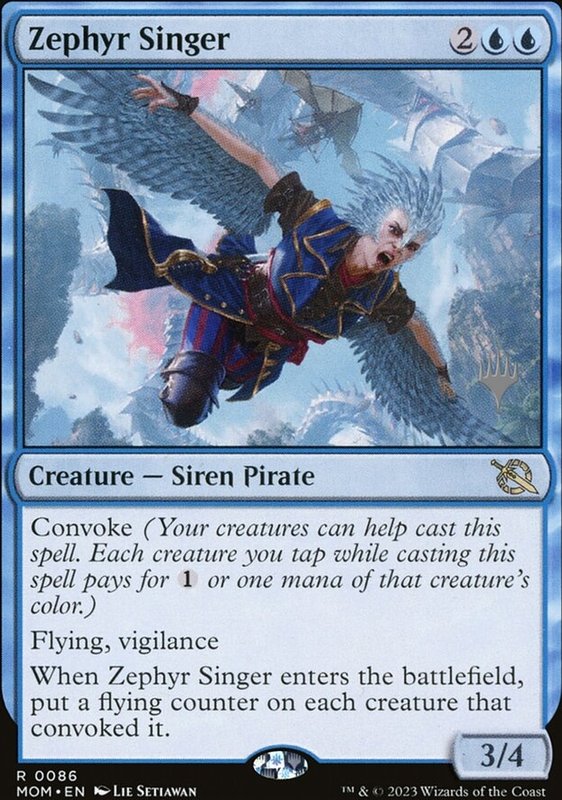 Zephyr Singer 2
Creature — Siren Pirate
Convoke (Your creatures can help cast this
spell. Each creature you tap while casting this
spell pays for 1 or one mana of that creature's
color.)
Flying, vigilance
When Zephyr Singer enters the battlefield,
put a flying counter on each creature that
convoked it.
3/4
R 0086
MOM • EN Lie Setiawan
™ & © 2023 Wizards of the Coast